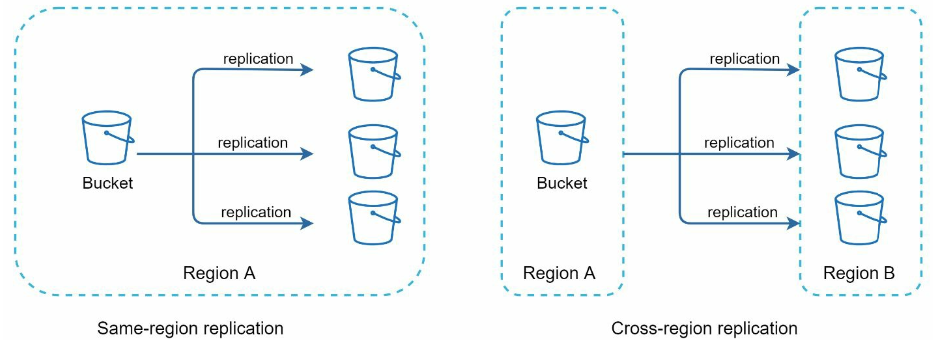 replication
replication
Bucket
replication
Region A
Same-region replication
replication
replication
Bucket
replication
Region A
Region B
Cross-region replication